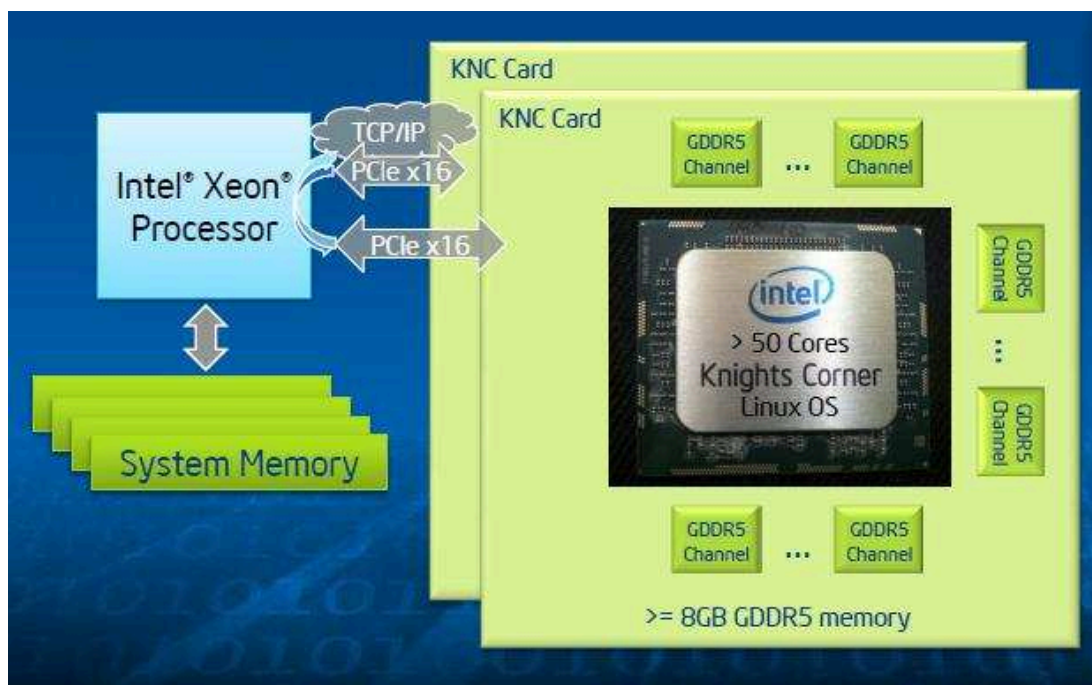 KNC Card
KNC Card
TCP/IP
PCIe x16
PCIe x16
Intel® Xeon®
Processor
System Memory
GDDR5
Channel
...
GDDR5
Channel
GDDR5
Channel
...
GDDR5
Channel
intel
> 50 Cores
Knights Corner
Linux OS
GDDR5
Channel
...
GDDR5
Channel
>= 8GB GDDR5 memory